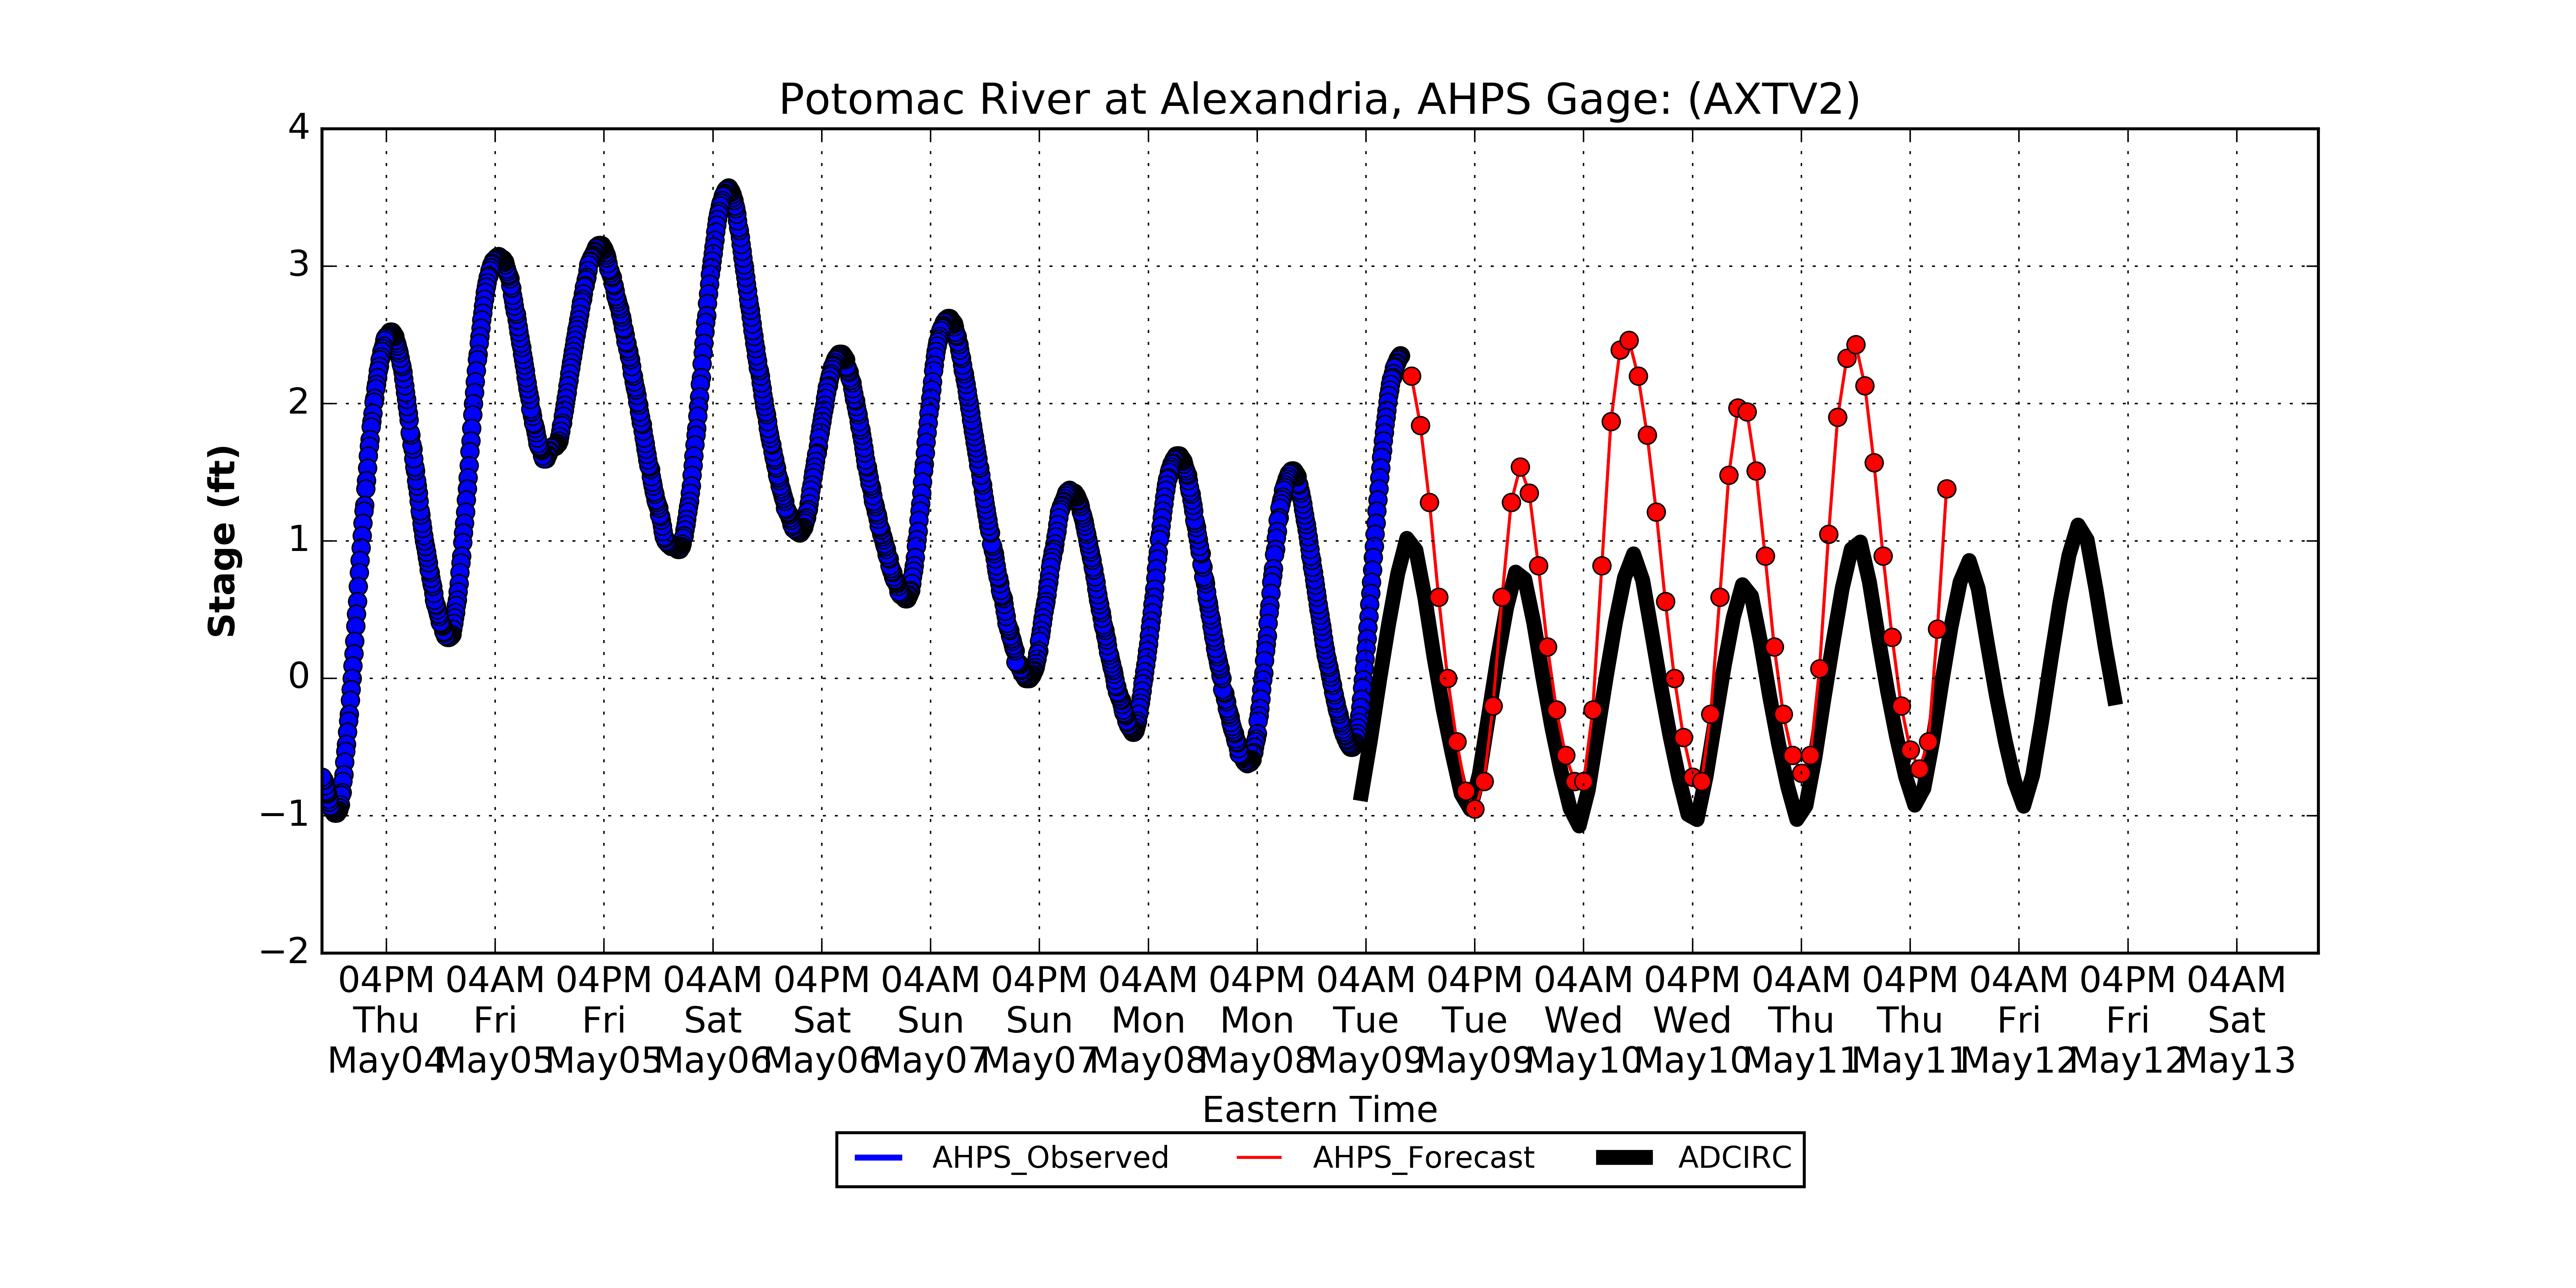 Potomac River at Alexandria, AHPS Gage: (AXTV2)
Stage (ft)
4
3
2
1
0
−1
−2
04PM 04AM 04PM 04AM 04PM 04AM 04PM 04AM 04PM 04AM 04PM 04AM 04PM 04AM 04PM 04AM 04PM 04AM
Thu Fri Fri Sat Sat Sun Sun Mon Mon Tue Tue Wed Wed Thu Thu Fri Fri Sat
May04 May05 May05 May06 May06 May07 May07 May08 May08 May09 May09 May10 May10 May11 May11 May12 May12 May13
Eastern Time
AHPS_Observed AHPS_Forecast ADCIRC